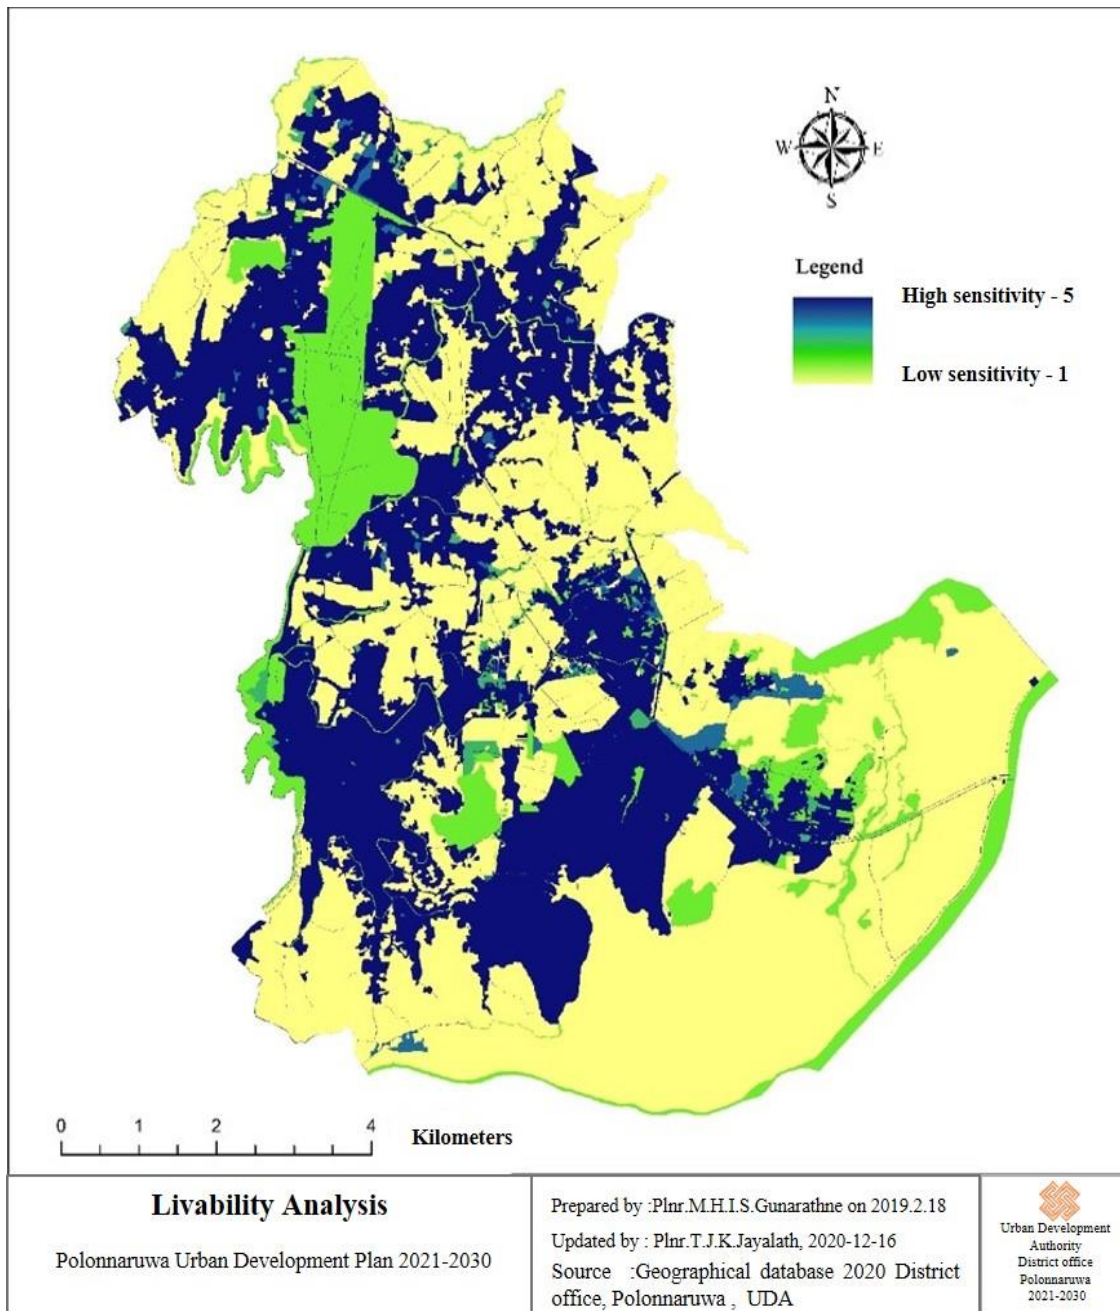 N
W E
S
Legend
High sensitivity - 5
Low sensitivity - 1
0 1 2 4
Kilometers
Livability Analysis
Polonnaruwa Urban Development Plan 2021-2030
Prepared by :Plnr.M.H.I.S.Gunarathne on 2019.2.18
Updated by : Plnr.T.J.K.Jayalath, 2020-12-16
Source :Geographical database 2020 District
office, Polonnaruwa , UDA
Urban Development
Authority
District office
Polonnaruwa
2021-2030